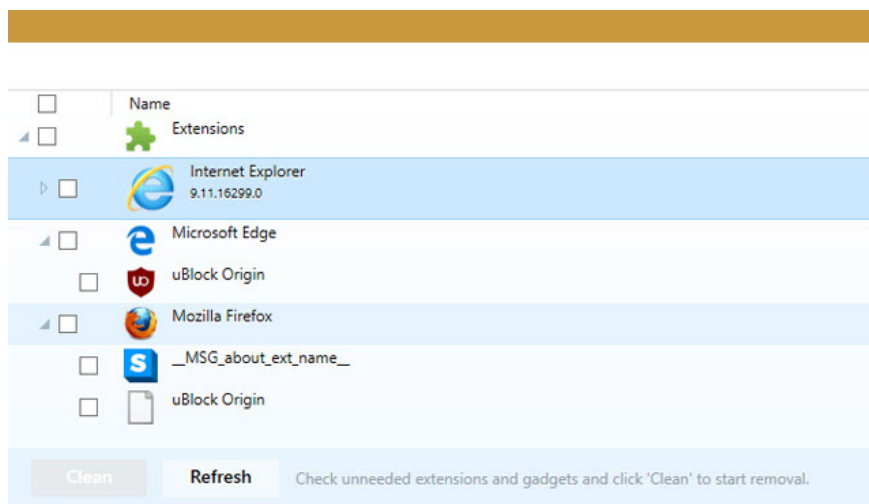 Name
Extensions
Internet Explorer
9.11.16299.0
Microsoft Edge
uBlock Origin
Mozilla Firefox
S __MSG_about_ext_name__
uBlock Origin
Clean Refresh Check unneeded extensions and gadgets and click 'Clean' to start removal.